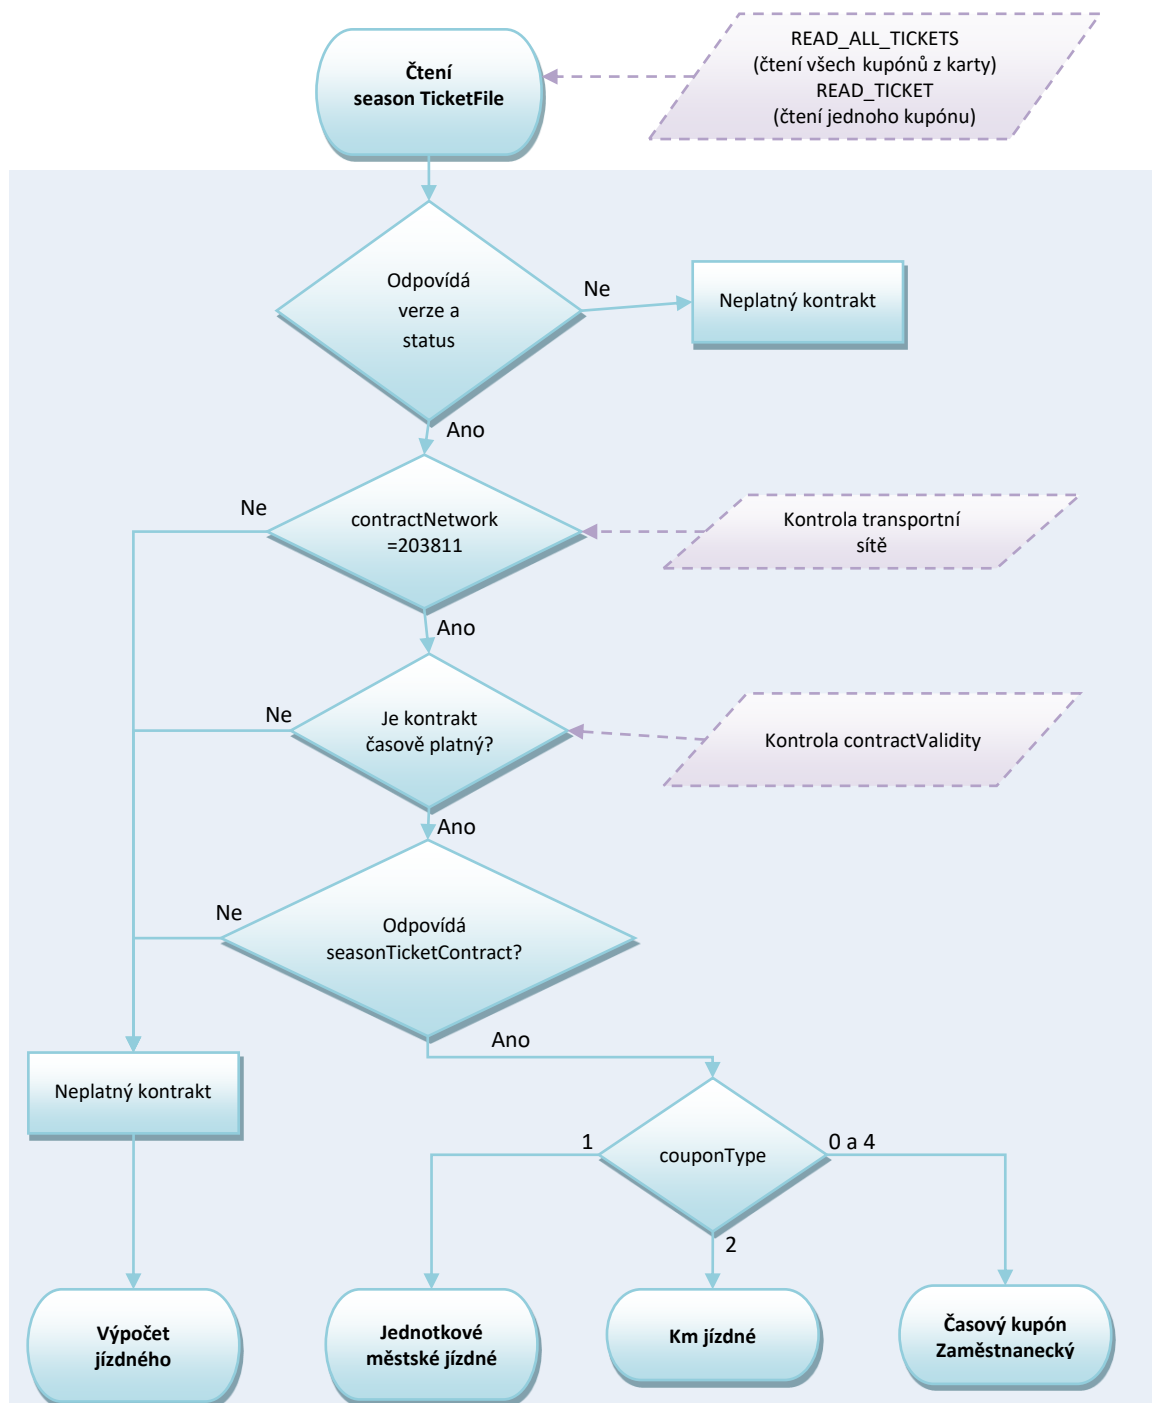 Čtení
season TicketFile
READ_ALL_TICKETS
(čtení všech kupónů z karty)
READ_TICKET
(čtení jednoho kupónu)
Odpovídá
verze a
status
Ne
Neplatný kontrakt
Ano
Ne
contractNetwork
=203811
Kontrola transportní
sítě
Ano
Ne
Je kontrakt
časově platný?
Kontrola contractValidity
Ano
Ne
Odpovídá
seasonTicketContract?
Ano
Neplatný kontrakt
1
couponType
0 a 4
2
Výpočet
jízdného
Jednotkové
městské jízdné
Km jízdné
Časový kupón
Zaměstnanecký